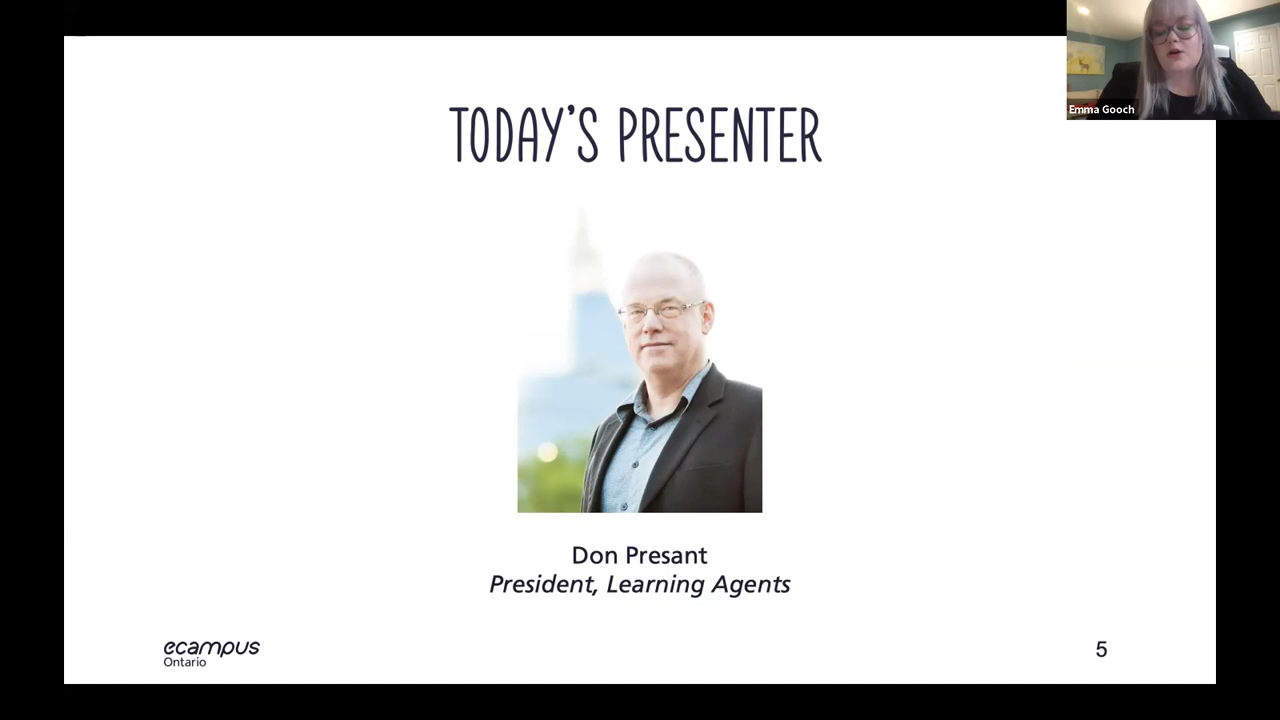 Emma Gooch
TODAY'S PRESENTER
Don Presant
President, Learning Agents
ecampus
Ontario
5